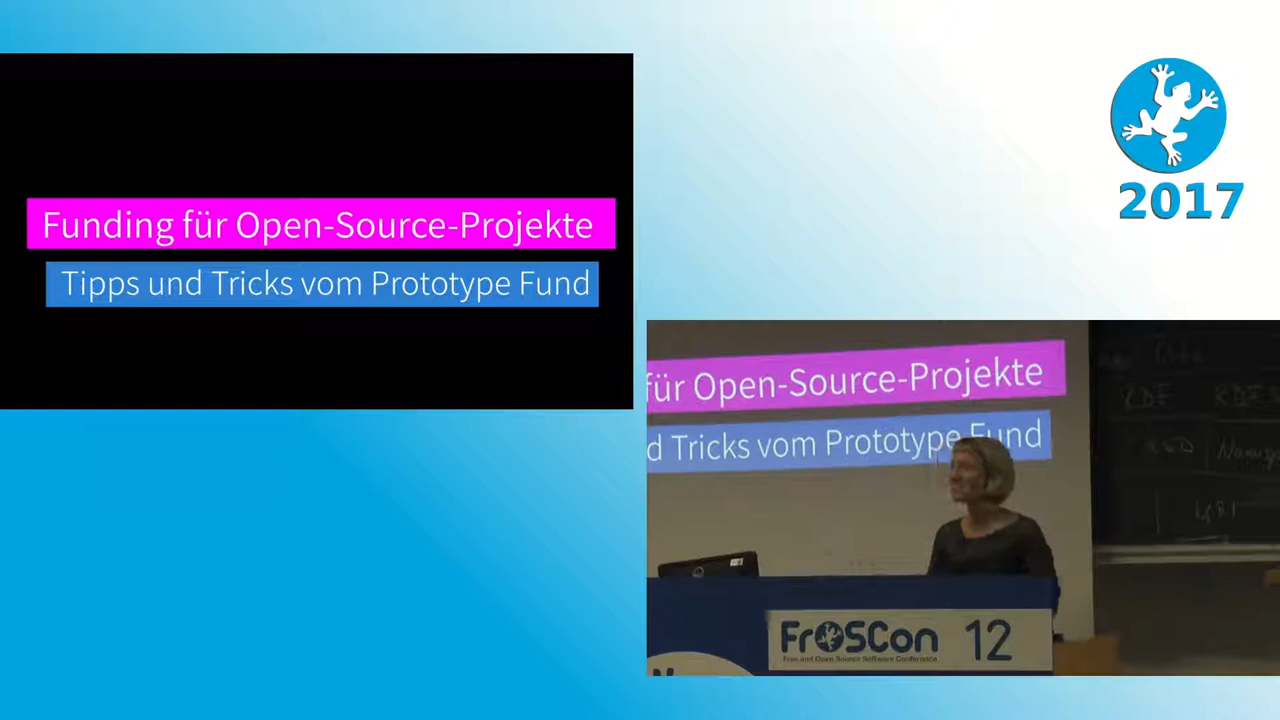 Funding für Open-Source-Projekte
Tipps und Tricks vom Prototype Fund
2017
für Open-Source-Projekte
d Tricks vom Prototype Fund
RDF
FrOSCon 12
Free and Open Source Software Conference